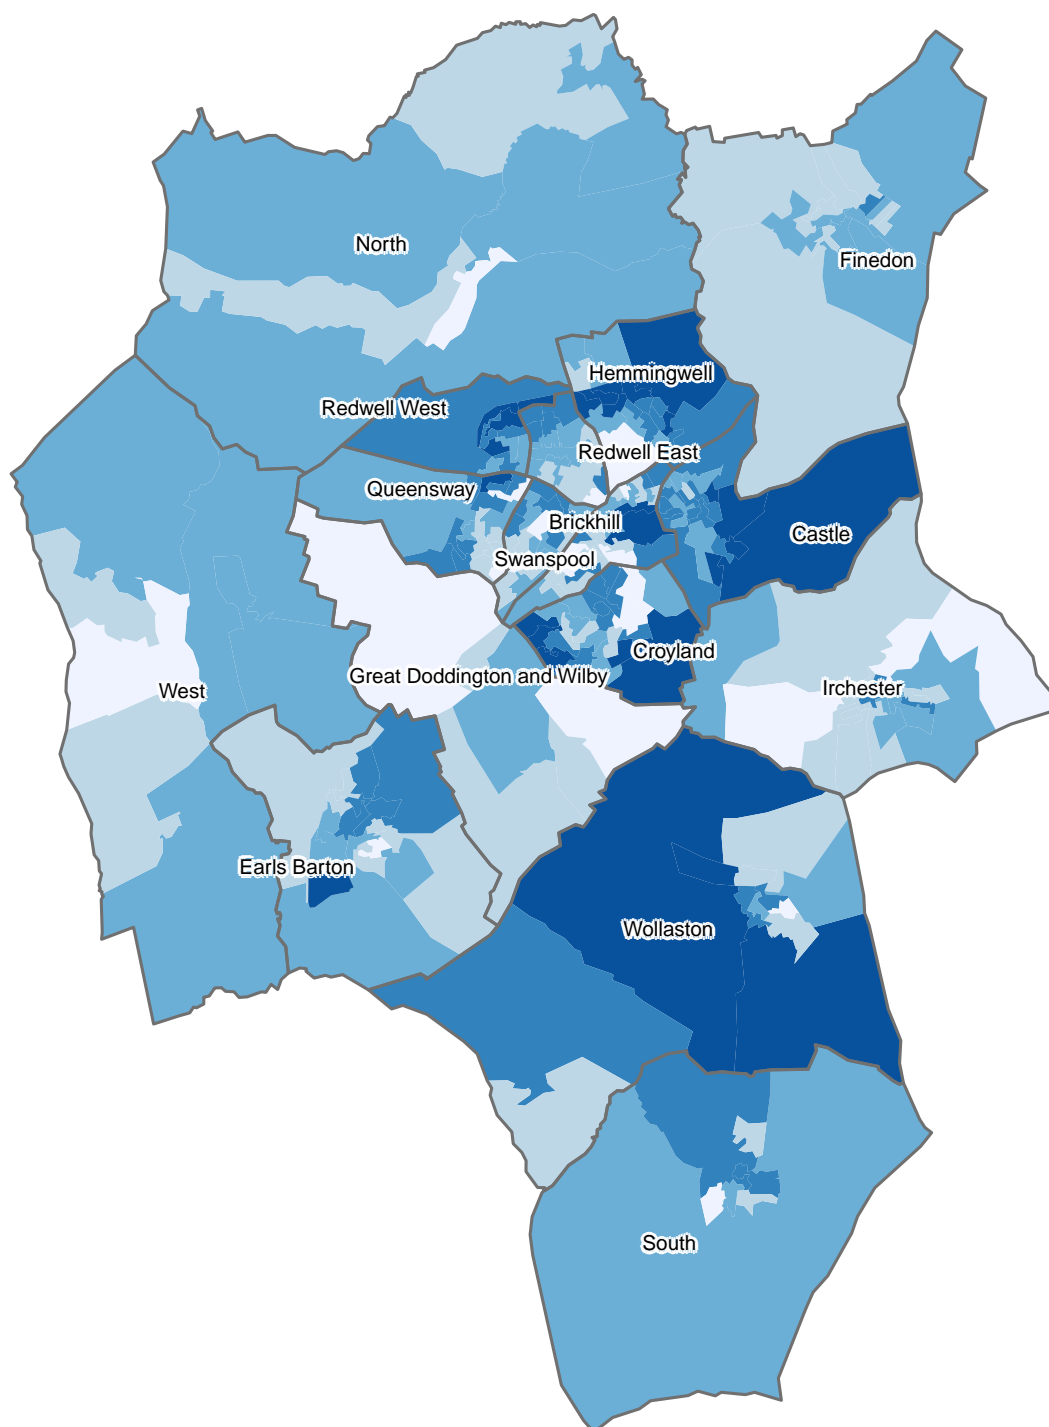 North
Finedon
Hemmingwell
Redwell West
Redwell East
Queensway
Brickhill
Castle
Swanspool
Croyland
Great Doddington and Wilby
West
Irchester
Earls Barton
Wollaston
South